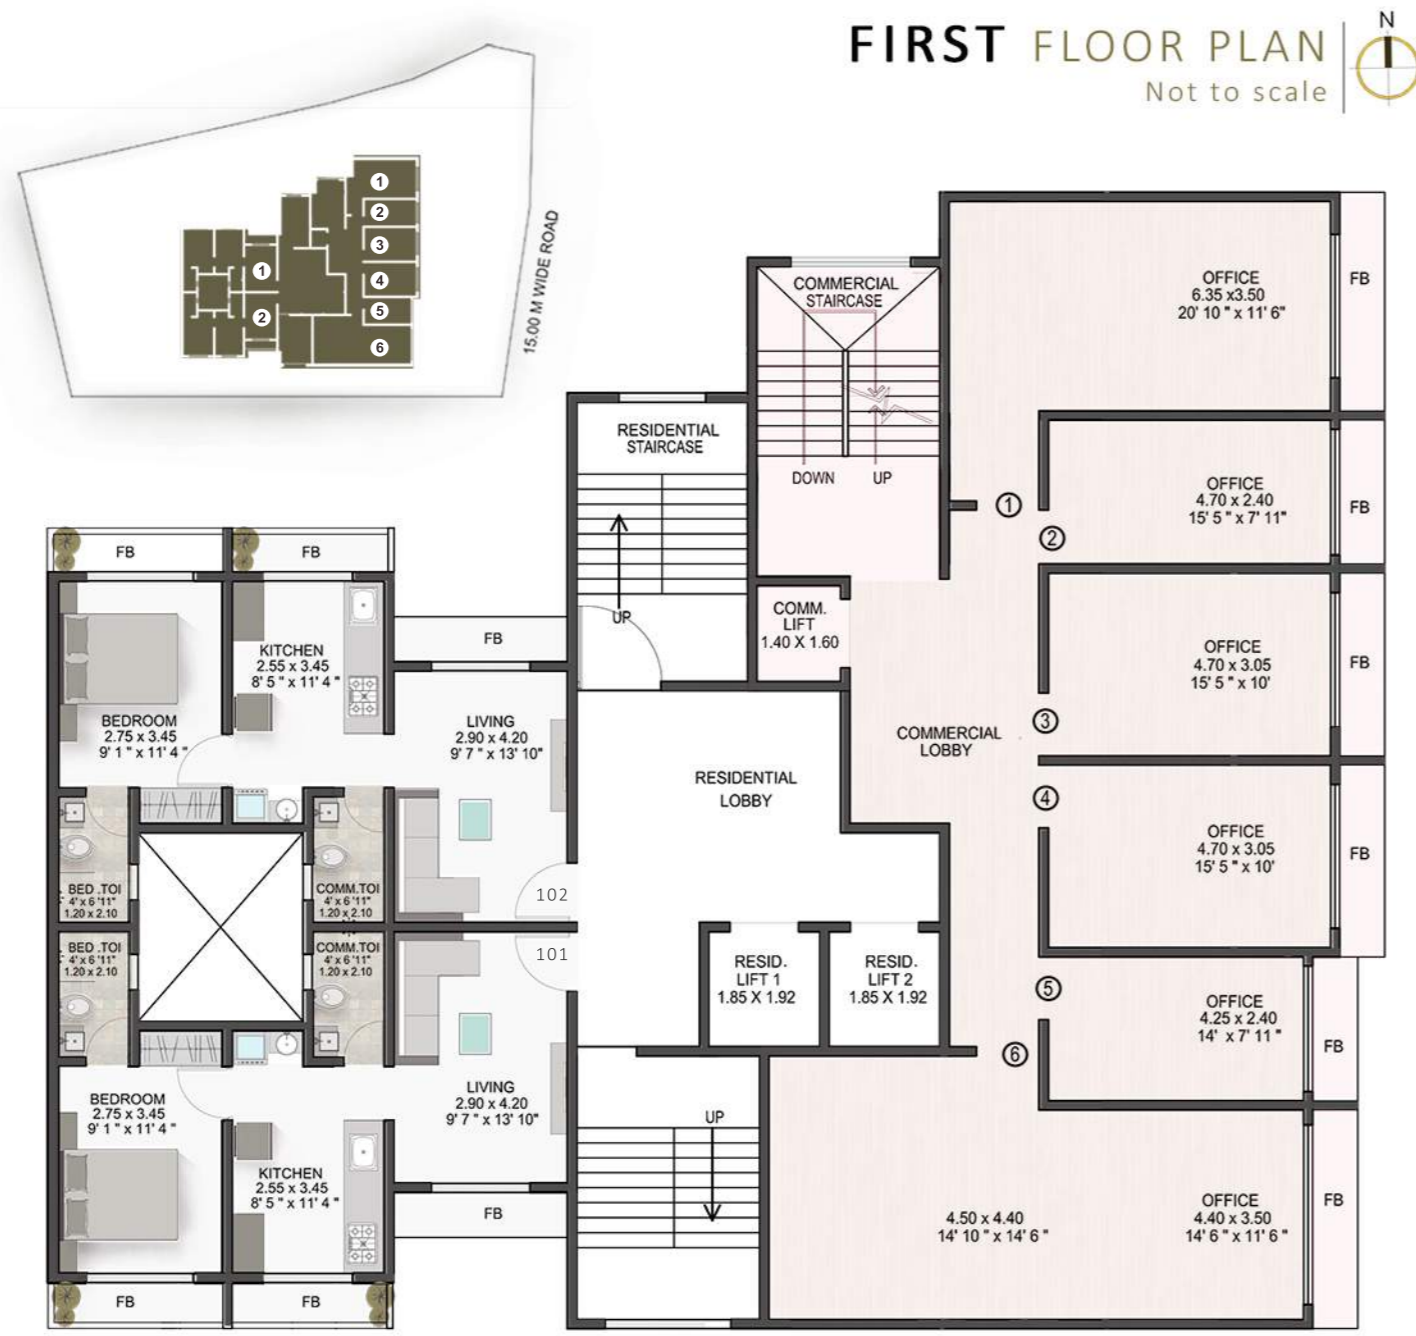 FIRST FLOOR PLAN
Not to scale
N
1
2
3
4
5
6
1
2
15.00 M WIDE ROAD
OFFICE
6.35 x3.50
20' 10 " x 11' 6"
FB
COMMERCIAL
STAIRCASE
DOWN UP
RESIDENTIAL
STAIRCASE
UP
OFFICE
4.70 x 2.40
15' 5 " x 7' 11"
FB
1
2
FB
FB
COMM.
LIFT
1.40 X 1.60
FB
OFFICE
4.70 x 3.05
15' 5 " x 10'
FB
KITCHEN
2.55 x 3.45
8' 5 " x 11' 4 "
BEDROOM
2.75 x 3.45
9' 1 " x 11' 4 "
LIVING
2.90 x 4.20
9' 7 " x 13' 10"
3
COMMERCIAL
LOBBY
RESIDENTIAL
LOBBY
4
OFFICE
4.70 x 3.05
15' 5 " x 10'
FB
BED .TOI
4' x 6 '11"
1.20 x 2.10
COMM.TOI
4' x 6 '11"
1.20 x 2.10
102
101
BED .TOI
4' x 6 '11"
1.20 x 2.10
COMM.TOI
4' x 6 '11"
1.20 x 2.10
RESID.
LIFT 1
1.85 X 1.92
RESID.
LIFT 2
1.85 X 1.92
5
OFFICE
4.25 x 2.40
14' x 7' 11 "
FB
6
BEDROOM
2.75 x 3.45
9' 1 " x 11' 4 "
LIVING
2.90 x 4.20
9' 7 " x 13' 10"
UP
KITCHEN
2.55 x 3.45
8' 5 " x 11' 4 "
FB
4.50 x 4.40
14' 10 " x 14' 6 "
OFFICE
4.40 x 3.50
14' 6 " x 11' 6 "
FB
FB
FB